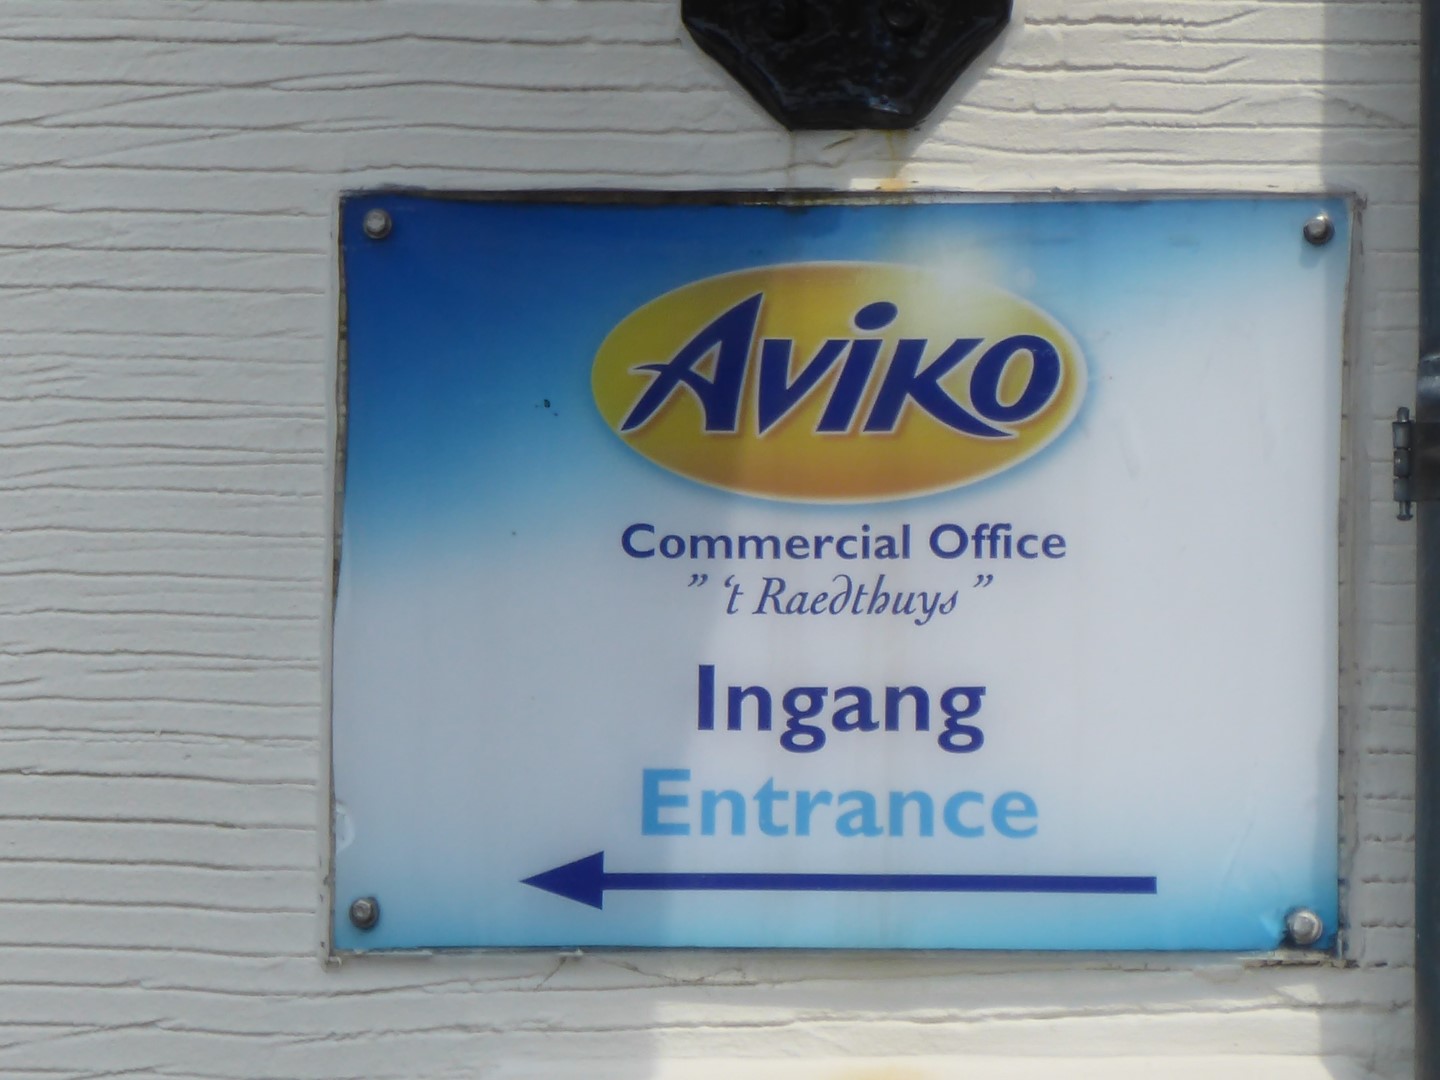 Aviko
Commercial Office
” ‘t Raedthuys ”
Ingang
Entrance